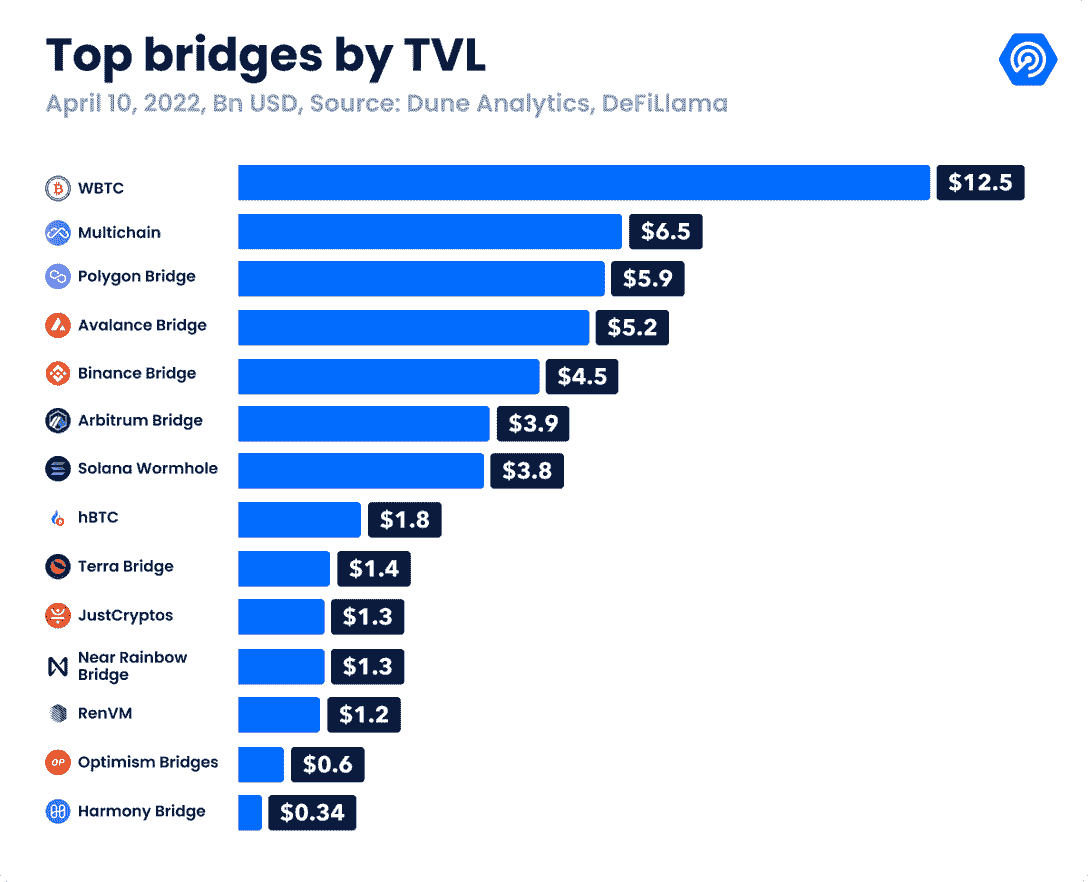 Top bridges by TVL
April 10, 2022, Bn USD, Source: Dune Analytics, DeFiLlama
WBTC $12.5
Multichain $6.5
Polygon Bridge $5.9
Avalance Bridge $5.2
Binance Bridge $4.5
Arbitrum Bridge $3.9
Solana Wormhole $3.8
hBTC $1.8
Terra Bridge $1.4
JustCryptos $1.3
Near Rainbow
Bridge $1.3
RenVM $1.2
OP Optimism Bridges $0.6
Harmony Bridge $0.34